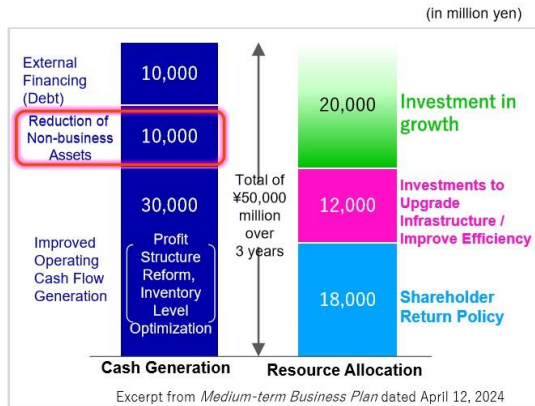 (in million yen)
External
Financing
(Debt)
10,000
Reduction of
Non-business
Assets
10,000
Improved
Operating
Cash Flow
Generation
30,000
Profit
Structure
Reform,
Inventory
Level
Optimization
Total of
¥50,000
million
over
3 years
20,000
Investment in
growth
12,000
Investments to
Upgrade
Infrastructure /
Improve Efficiency
18,000
Shareholder
Return Policy
Cash Generation
Resource Allocation
Excerpt from Medium-term Business Plan dated April 12, 2024